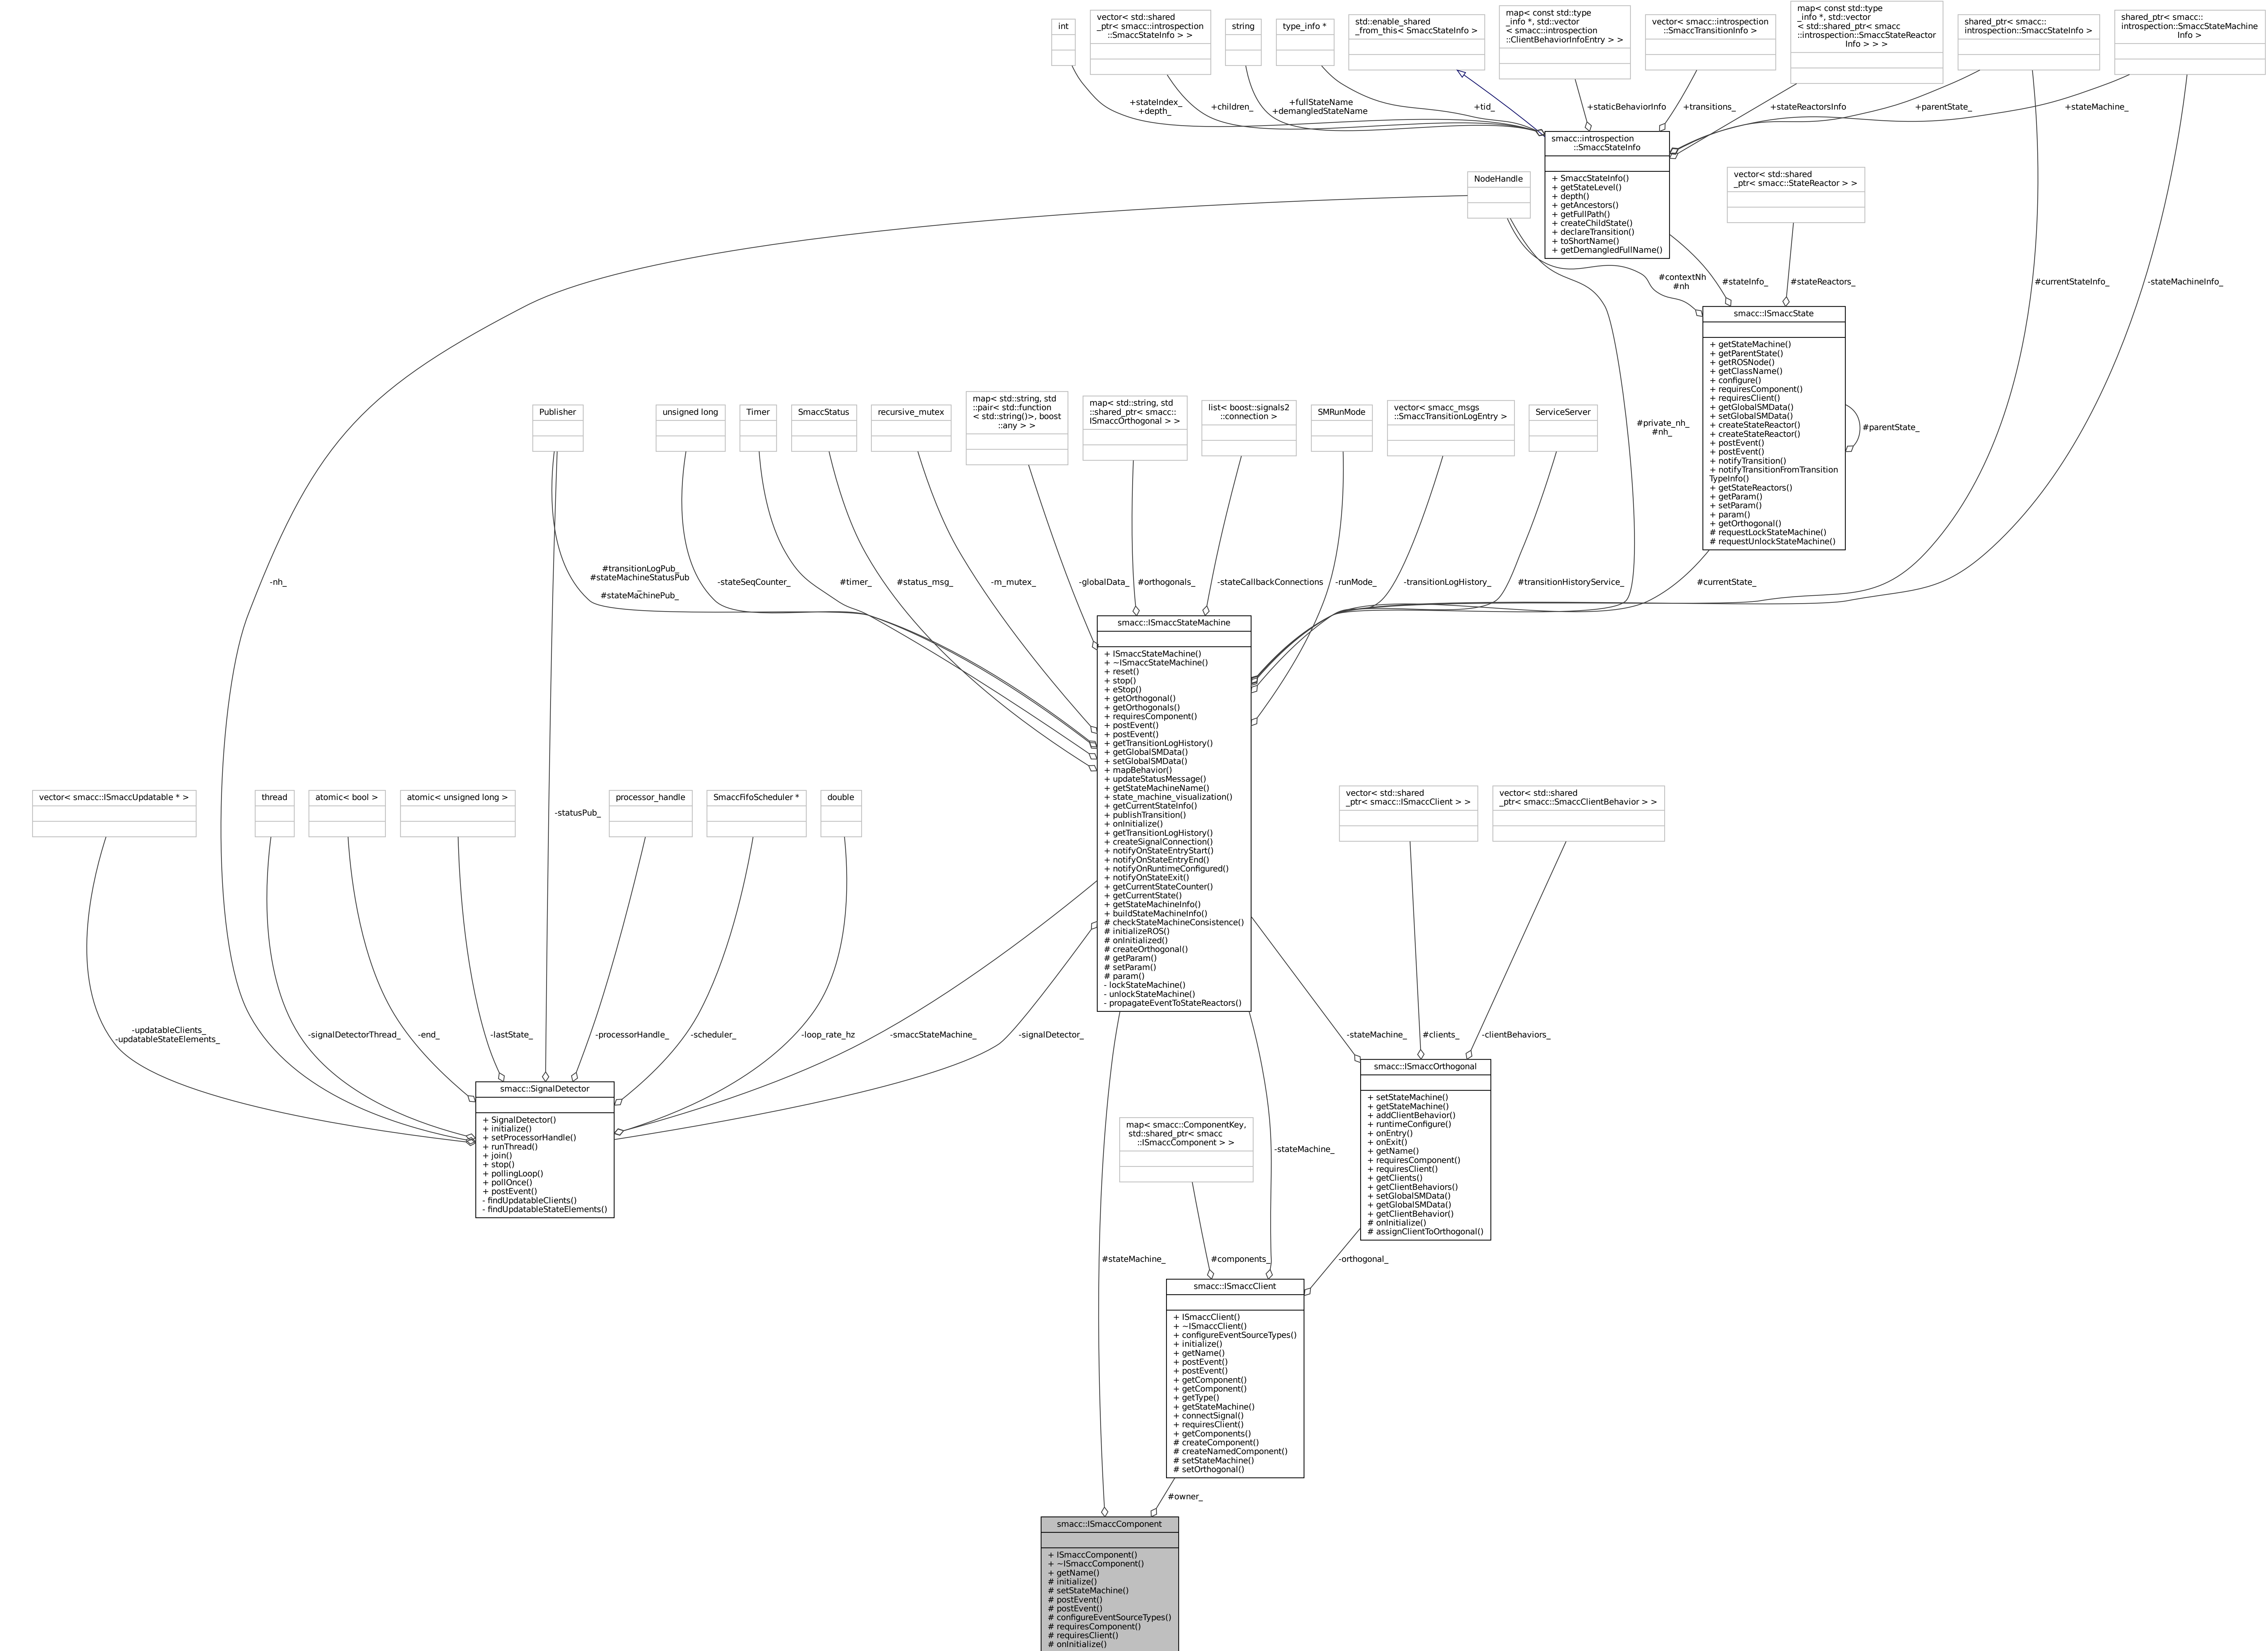 int
vector< std::shared
_ptr< smacc::introspection
::SmaccStateInfo > >
string
type_info *
std::enable_shared
_from_this< SmaccStateInfo >
map< const std::type
_info *, std::vector
< smacc::introspection
::ClientBehaviorInfoEntry > >
vector< smacc::introspection
::SmaccTransitionInfo >
map< const std::type
_info *, std::vector
< std::shared_ptr< smacc
::introspection::SmaccStateReactor
Info > > >
shared_ptr< smacc::
introspection::SmaccStateInfo >
shared_ptr< smacc::
introspection::SmaccStateMachine
Info >
+stateIndex_
+depth_
+children_
+fullStateName
+demangledStateName
+tid_
+staticBehaviorInfo
+transitions_
+stateReactorsInfo
+parentState_
+stateMachine_
smacc::introspection
::SmaccStateInfo
+ SmaccStateInfo()
+ getStateLevel()
+ depth()
+ getAncestors()
+ getFullPath()
+ createChildState()
+ declareTransition()
+ toShortName()
+ getDemangledFullName()
NodeHandle
vector< std::shared
_ptr< smacc::StateReactor > >
#contextNh
#nh
#stateInfo_
#stateReactors_
#currentStateInfo_
-stateMachineInfo_
smacc::ISmaccState
+ getStateMachine()
+ getParentState()
+ getROSNode()
+ getClassName()
+ configure()
+ requiresComponent()
+ requiresClient()
+ getGlobalSMData()
+ setGlobalSMData()
+ createStateReactor()
+ createStateReactor()
+ postEvent()
+ postEvent()
+ notifyTransition()
+ notifyTransitionFromTransition
TypeInfo()
+ getStateReactors()
+ getParam()
+ setParam()
+ param()
+ getOrthogonal()
# requestLockStateMachine()
# requestUnlockStateMachine()
#parentState_
Publisher
unsigned long
Timer
SmaccStatus
recursive_mutex
map< std::string, std
::pair< std::function
< std::string()>, boost
::any > >
map< std::string, std
::shared_ptr< smacc::
ISmaccOrthogonal > >
list< boost::signals2
::connection >
SMRunMode
vector< smacc_msgs
::SmaccTransitionLogEntry >
ServiceServer
#private_nh_
#nh_
-nh_
#transitionLogPub_
#stateMachineStatusPub
_
#stateMachinePub_
-stateSeqCounter_
#timer_
#status_msg_
-m_mutex_
-globalData_
#orthogonals_
-stateCallbackConnections
-runMode_
-transitionLogHistory_
#transitionHistoryService_
#currentState_
smacc::ISmaccStateMachine
+ ISmaccStateMachine()
+ ~ISmaccStateMachine()
+ reset()
+ stop()
+ eStop()
+ getOrthogonal()
+ getOrthogonals()
+ requiresComponent()
+ postEvent()
+ postEvent()
+ getTransitionLogHistory()
+ getGlobalSMData()
+ setGlobalSMData()
+ mapBehavior()
+ updateStatusMessage()
+ getStateMachineName()
+ state_machine_visualization()
+ getCurrentStateInfo()
+ publishTransition()
+ onInitialize()
+ getTransitionLogHistory()
+ createSignalConnection()
+ notifyOnStateEntryStart()
+ notifyOnStateEntryEnd()
+ notifyOnRuntimeConfigured()
+ notifyOnStateExit()
+ getCurrentStateCounter()
+ getCurrentState()
+ getStateMachineInfo()
+ buildStateMachineInfo()
# checkStateMachineConsistence()
# initializeROS()
# onInitialized()
# createOrthogonal()
# getParam()
# setParam()
# param()
- lockStateMachine()
- unlockStateMachine()
- propagateEventToStateReactors()
vector< smacc::ISmaccUpdatable * >
thread
atomic< bool >
atomic< unsigned long >
-statusPub_
processor_handle
SmaccFifoScheduler *
double
vector< std::shared
_ptr< smacc::ISmaccClient > >
vector< std::shared
_ptr< smacc::SmaccClientBehavior > >
-updatableClients_
-updatableStateElements_
-signalDetectorThread_
-end_
-lastState_
-processorHandle_
-scheduler_
-loop_rate_hz
-smaccStateMachine_
-signalDetector_
-stateMachine_
#clients_
-clientBehaviors_
smacc::SignalDetector
+ SignalDetector()
+ initialize()
+ setProcessorHandle()
+ runThread()
+ join()
+ stop()
+ pollingLoop()
+ pollOnce()
+ postEvent()
- findUpdatableClients()
- findUpdatableStateElements()
smacc::ISmaccOrthogonal
+ setStateMachine()
+ getStateMachine()
+ addClientBehavior()
+ runtimeConfigure()
+ onEntry()
+ onExit()
+ getName()
+ requiresComponent()
+ requiresClient()
+ getClients()
+ getClientBehaviors()
+ setGlobalSMData()
+ getGlobalSMData()
+ getClientBehavior()
# onInitialize()
# assignClientToOrthogonal()
map< smacc::ComponentKey,
std::shared_ptr< smacc
::ISmaccComponent > >
-stateMachine_
#stateMachine_
#components_
-orthogonal_
smacc::ISmaccClient
+ ISmaccClient()
+ ~ISmaccClient()
+ configureEventSourceTypes()
+ initialize()
+ getName()
+ postEvent()
+ postEvent()
+ getComponent()
+ getComponent()
+ getType()
+ getStateMachine()
+ connectSignal()
+ requiresClient()
+ getComponents()
# createComponent()
# createNamedComponent()
# setStateMachine()
# setOrthogonal()
#owner_
smacc::ISmaccComponent
+ ISmaccComponent()
+ ~ISmaccComponent()
+ getName()
# initialize()
# setStateMachine()
# postEvent()
# postEvent()
# configureEventSourceTypes()
# requiresComponent()
# requiresClient()
# onInitialize()